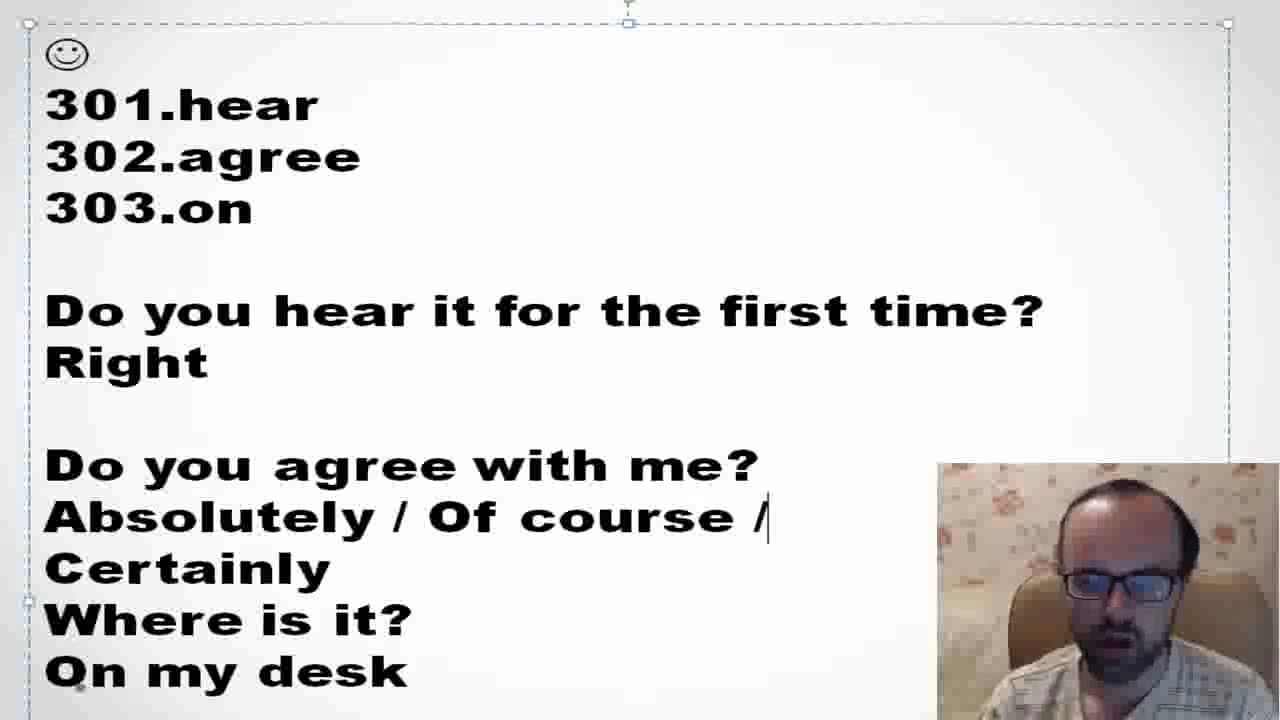 301.hear
302.agree
303.on
Do you hear it for the first time?
Right
Do you agree with me?
Absolutely / Of course /
Certainly
Where is it?
On my desk